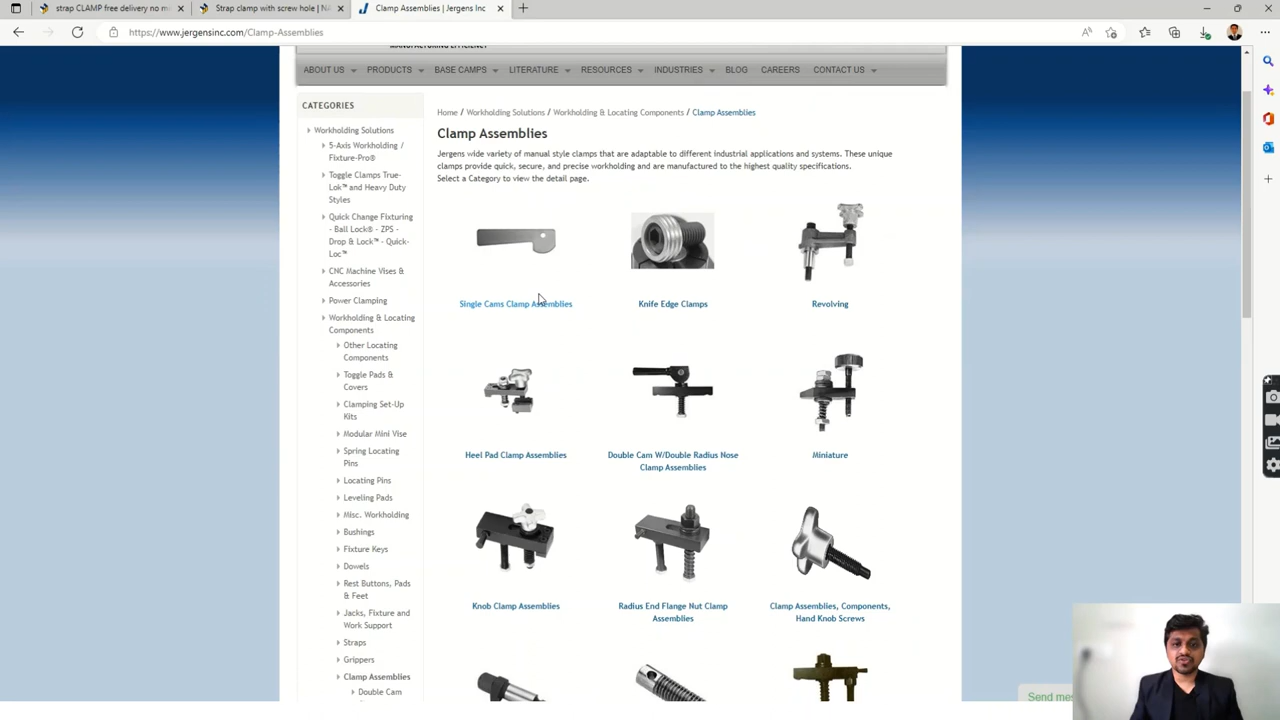 strap CLAMP free delivery no m
Strap clamp with screw hole | NA
Clamp Assemblies | Jergens Inc
https://www.jergensinc.com/Clamp-Assemblies
MANUFACTURING EFFICIENCY
ABOUT US
PRODUCTS
BASE CAMPS
LITERATURE
RESOURCES
INDUSTRIES
BLOG
CAREERS
CONTACT US
CATEGORIES
Workholding Solutions
5-Axis Workholding /
Fixture-Pro®
Toggle Clamps True-
Lok™ and Heavy Duty
Styles
Quick Change Fixturing
- Ball Lock® - ZPS -
Drop & Lock™ - Quick-
Loc™
CNC Machine Vises &
Accessories
Power Clamping
Workholding & Locating
Components
Other Locating
Components
Toggle Pads &
Covers
Clamping Set-Up
Kits
Modular Mini Vise
Spring Locating
Pins
Locating Pins
Leveling Pads
Misc. Workholding
Bushings
Fixture Keys
Dowels
Rest Buttons, Pads
& Feet
Jacks, Fixture and
Work Support
Straps
Grippers
Clamp Assemblies
Double Cam
Home / Workholding Solutions / Workholding & Locating Components / Clamp Assemblies
Clamp Assemblies
Jergens wide variety of manual style clamps that are adaptable to different industrial applications and systems. These unique
clamps provide quick, secure, and precise workholding and are manufactured to the highest quality specifications.
Select a Category to view the detail page.
Single Cams Clamp Assemblies
Knife Edge Clamps
Revolving
Heel Pad Clamp Assemblies
Double Cam W/Double Radius Nose
Clamp Assemblies
Miniature
Knob Clamp Assemblies
Radius End Flange Nut Clamp
Assemblies
Clamp Assemblies, Components,
Hand Knob Screws
Send mes